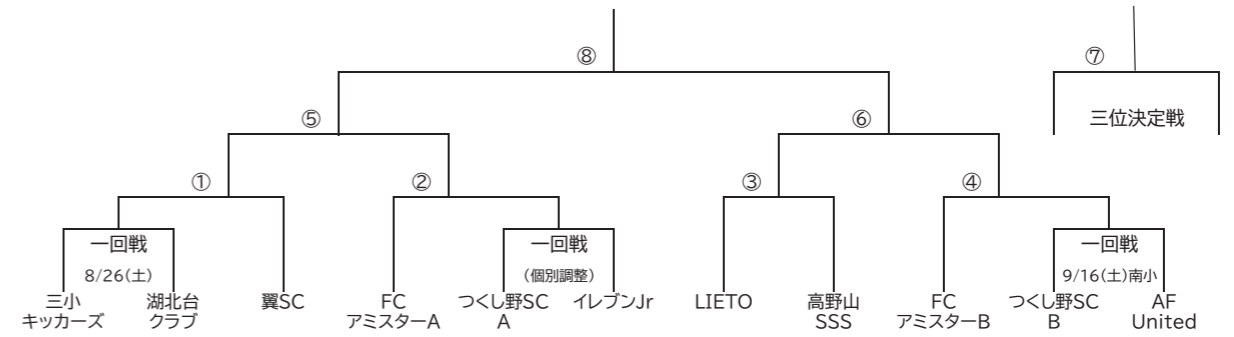 ⑧
⑦
三位決定戦
⑤
⑥
①
②
③
④
一回戦
8/26(土)
一回戦
(個別調整)
一回戦
9/16(土)南小
三小
キッカーズ
湖北台
クラブ
翼SC
FC
アミスターA
つくし野SC
A
イレブンJr
LIETO
高野山
SSS
FC
アミスターB
つくし野SC
B
AF
United